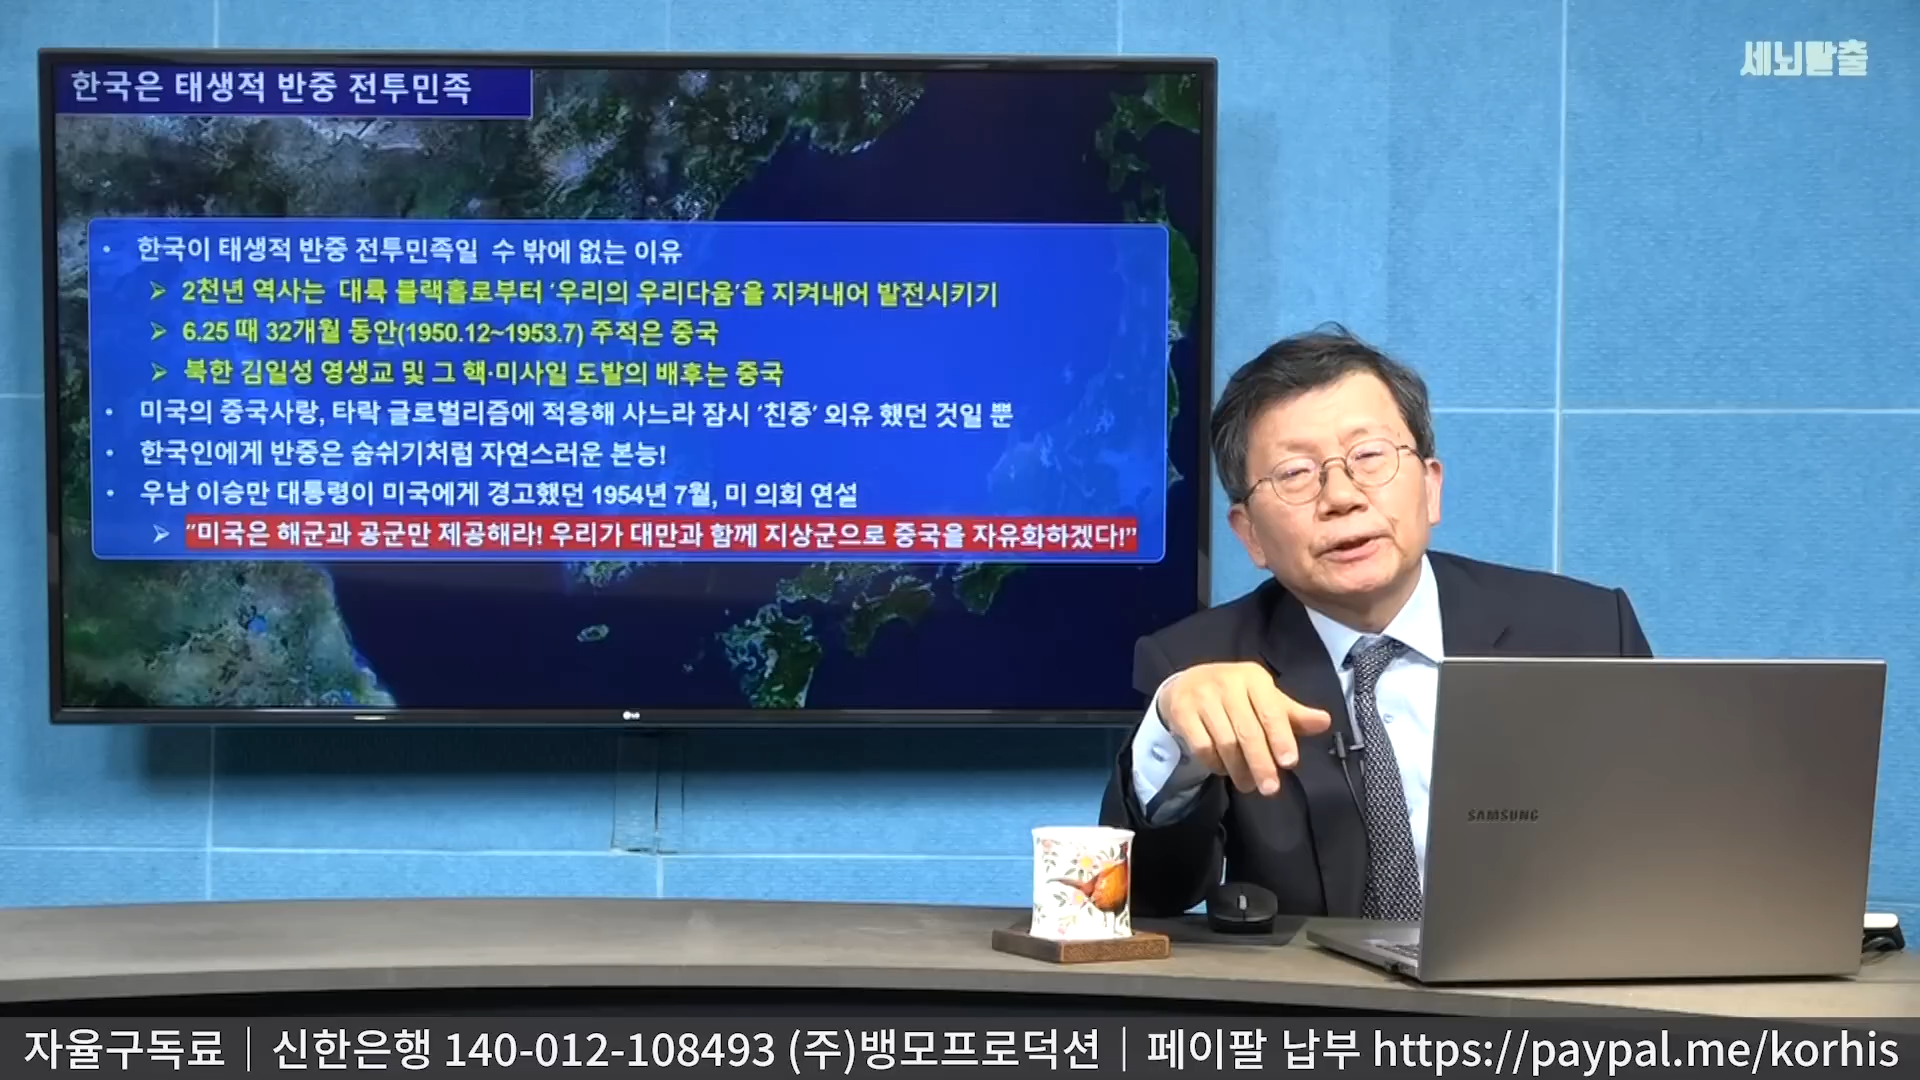 세뇌탈출
한국은 태생적 반중 전투민족
• 한국이 태생적 반중 전투민족일 수 밖에 없는 이유
➢ 2천년 역사는 대륙 블랙홀로부터 ‘우리의 우리다움’을 지켜내어 발전시키기
➢ 6.25 때 32개월 동안(1950.12~1953.7) 주적은 중국
➢ 북한 김일성 영생교 및 그 핵·미사일 도발의 배후는 중국
• 미국의 중국사랑, 타락 글로벌리즘에 적응해 사느라 잠시 ‘친중’ 외유 했던 것일 뿐
• 한국인에게 반중은 숨쉬기처럼 자연스러운 본능!
• 우남 이승만 대통령이 미국에게 경고했던 1954년 7월, 미 의회 연설
➢ “미국은 해군과 공군만 제공해라! 우리가 대만과 함께 지상군으로 중국을 자유화하겠다!”
LG
SAMSUNG
자율구독료 | 신한은행 140-012-108493 (주)뱅모프로덕션 | 페이팔 납부 https://paypal.me/korhis